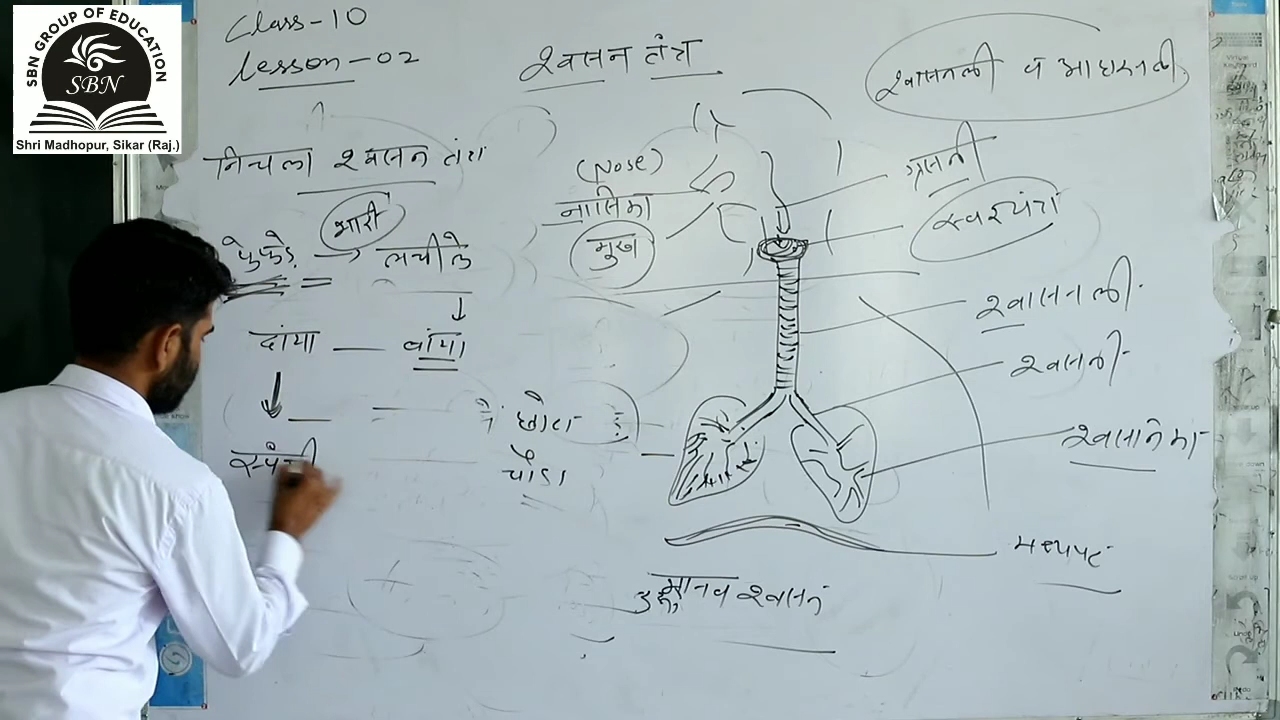 SBN GROUP OF EDUCATION
SBN
Shri Madhopur, Sikar (Raj.)
Class-10
Lesson-02
श्वसन तंत्र
श्वासनली व आहारनली
निचला श्वसन तंत्र
भारी
फेफड़े → लचीले
दांया — बांया
छोटा
चौडा
स्पंजी
(Nose)
नासिका
मुख
ग्रसनी
स्वरयंत्र
श्वासनली
श्वसनी
श्वसनिका
मध्यपट
मानव श्वसन